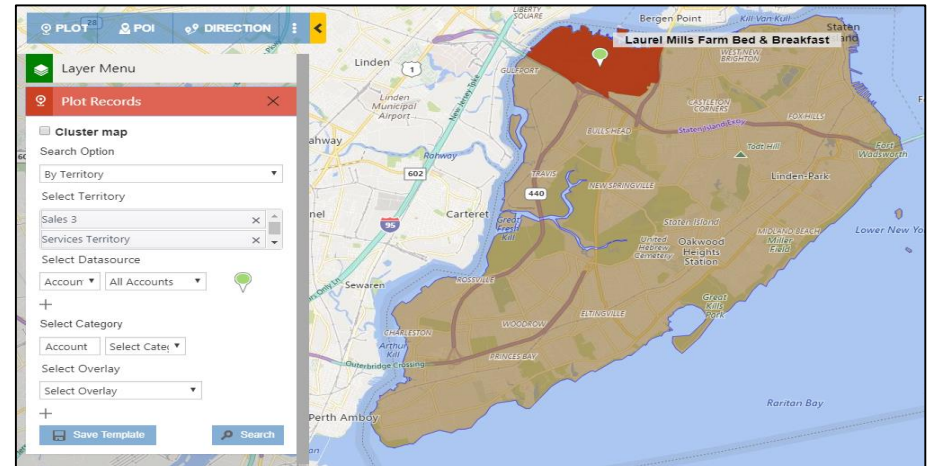 PLOT
28
POI
DIRECTION
Layer Menu
Plot Records
Cluster map
Search Option
By Territory
Select Territory
Sales 3
Services Territory
Select Datasource
Accoun
All Accounts
Select Category
Account
Select Categ
Select Overlay
Select Overlay
Save Template
Search
LIBERTY
SQUARE
Bergen Point
Kill Van Kull
Staten
Laurel Mills Farm Bed & Breakfast
Linden
1
GULFPORT
WEST NEW
BRIGHTON
Linden
Municipal
Airport
CASTLETON
CORNERS
FOX HILLS
BULLS HEAD
Staten Island Expy
ahway
Rahway
Todt Hill
Fort
Wadsworth
602
TRAVIS
Linden-Park
440
NEW SPRINGVILLE
nel
Carteret
95
Great
Fresh
Kill
Staten Island
MIDLAND BEACH
Lower New Yo
United
Hebrew
Cemetery
Oakwood
Heights
Station
Miller
Field
Sewaren
ROSSVILLE
Great
Kills
Park
ELTINGVILLE
WOODROW
CHARLESTON
Arthur
Kill
PRINCES BAY
Outerbridge Crossing
Raritan Bay
Perth Amboy